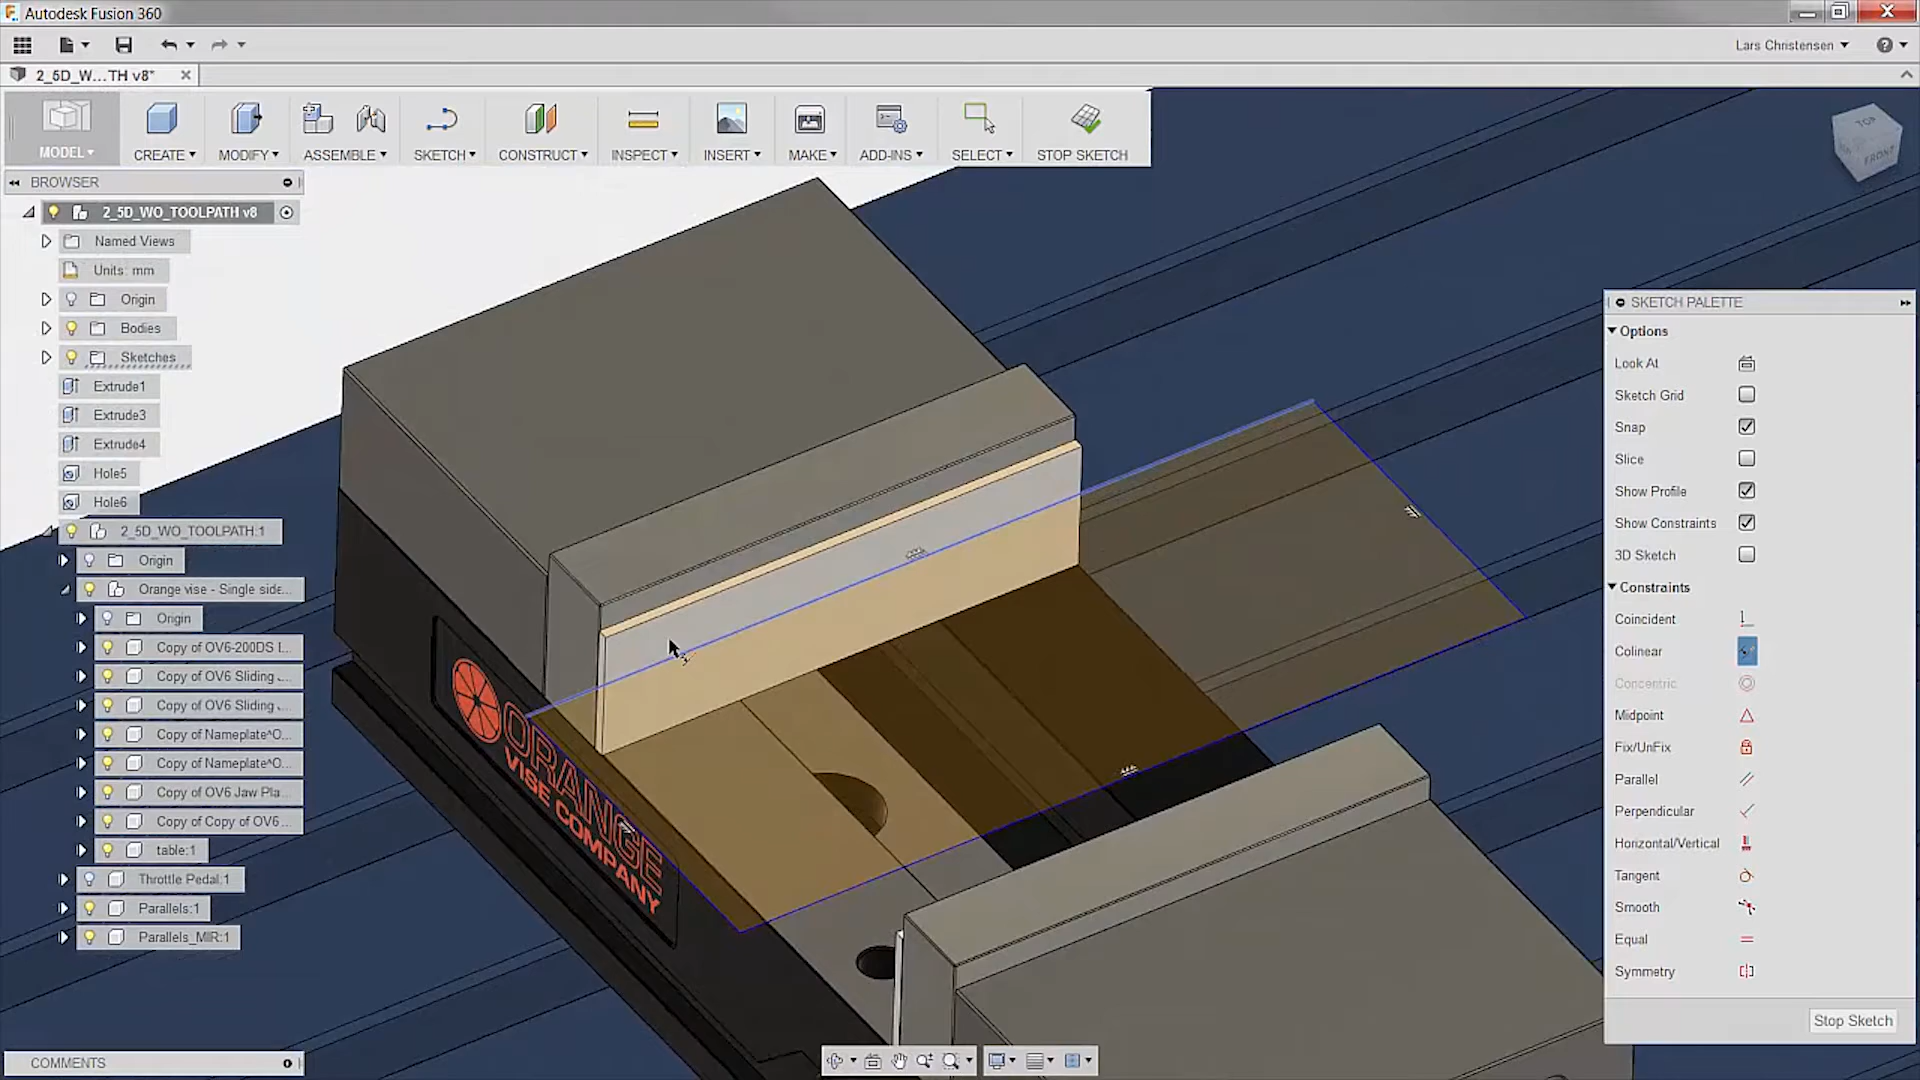 Autodesk Fusion 360
Lars Christensen
2_5D_W...TH v8*
MODEL
CREATE
MODIFY
ASSEMBLE
SKETCH
CONSTRUCT
INSPECT
INSERT
MAKE
ADD-INS
SELECT
STOP SKETCH
TOP
FRONT
BROWSER
2_5D_WO_TOOLPATH v8
Named Views
Units: mm
Origin
Bodies
Sketches
Extrude1
Extrude3
Extrude4
Hole5
Hole6
2_5D_WO_TOOLPATH:1
Origin
Orange vise - Single side...
Origin
Copy of OV6-200DS I...
Copy of OV6 Sliding ...
Copy of OV6 Sliding ...
Copy of Nameplate^O...
Copy of Nameplate^O...
Copy of OV6 Jaw Pla...
Copy of Copy of OV6 ...
table:1
Throttle Pedal:1
Parallels:1
Parallels_MIR:1
ORANGE
VISE COMPANY
SKETCH PALETTE
Options
Look At
Sketch Grid
Snap
Slice
Show Profile
Show Constraints
3D Sketch
Constraints
Coincident
Colinear
Concentric
Midpoint
Fix/UnFix
Parallel
Perpendicular
Horizontal/Vertical
Tangent
Smooth
Equal
Symmetry
Stop Sketch
COMMENTS